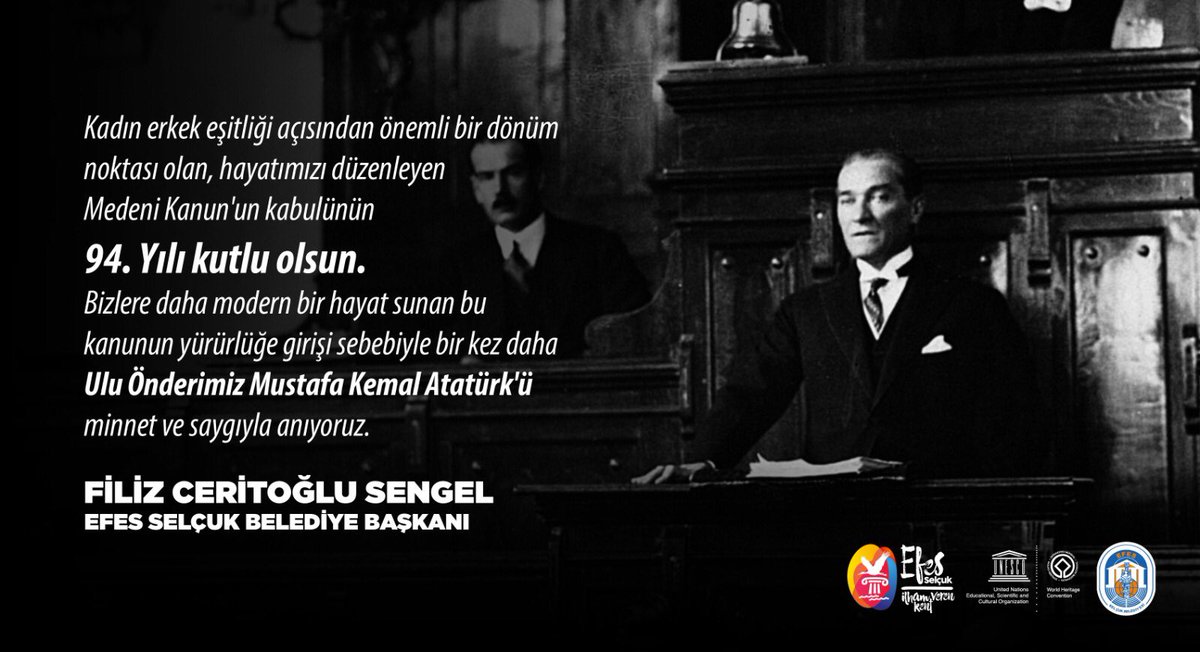 Kadın erkek eşitliği açısından önemli bir dönüm
noktası olan, hayatımızı düzenleyen
Medeni Kanun'un kabulünün
94. Yılı kutlu olsun.
Bizlere daha modern bir hayat sunan bu
kanunun yürürlüğe girişi sebebiyle bir kez daha
Ulu Önderimiz Mustafa Kemal Atatürk'ü
minnet ve saygıyla anıyoruz.
FİLİZ CERİTOĞLU SENGEL
EFES SELÇUK BELEDİYE BAŞKANI
Efes
Selçuk
ilham veren
kent
UNESCO
United Nations
Educational, Scientific and
Cultural Organization
World Heritage
Convention
EFES